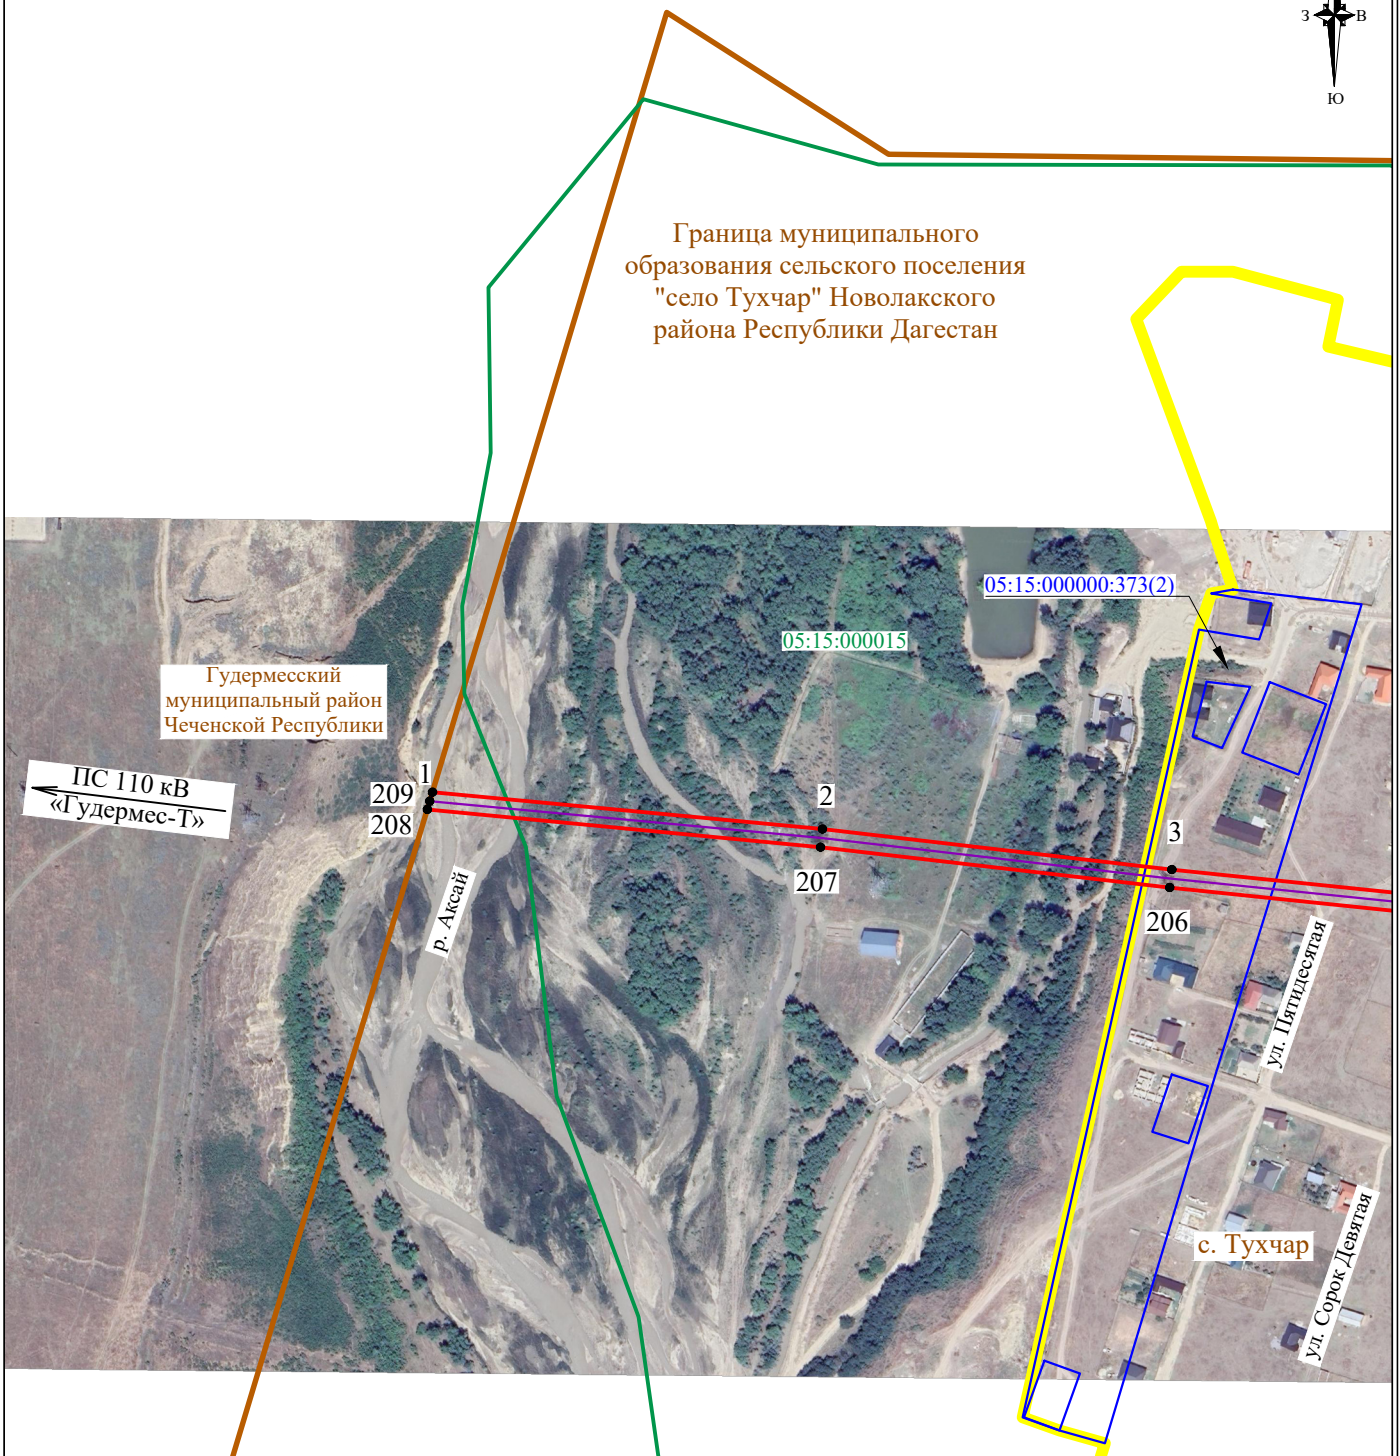 З В
Ю
Граница муниципального
образования сельского поселения
"село Тухчар" Новолакского
района Республики Дагестан
05:15:000000:373(2)
05:15:000015
Гудермесский
муниципальный район
Чеченской Республики
ПС 110 кВ
«Гудермес-Т»
1
209
208
2
207
3
206
р. Аксай
ул. Пятидесятая
с. Тухчар
ул. Сорок Девятая